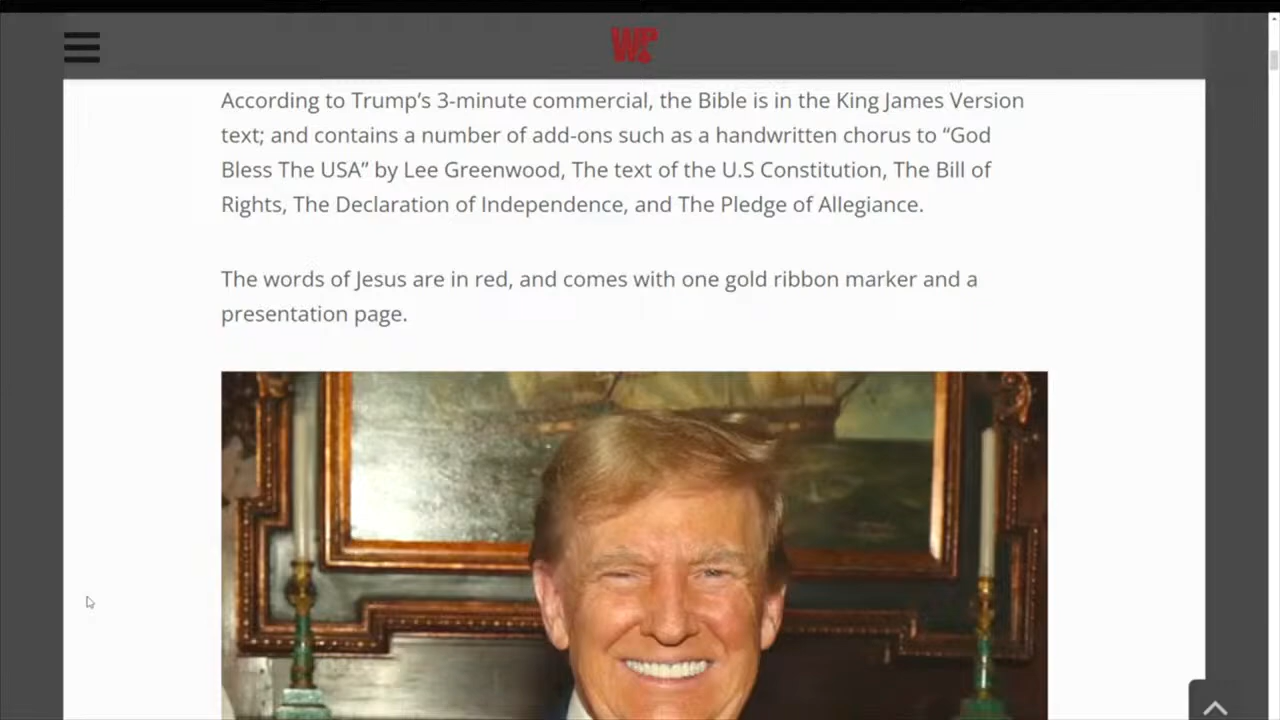 According to Trump’s 3-minute commercial, the Bible is in the King James Version
text; and contains a number of add-ons such as a handwritten chorus to “God
Bless The USA” by Lee Greenwood, The text of the U.S Constitution, The Bill of
Rights, The Declaration of Independence, and The Pledge of Allegiance.
The words of Jesus are in red, and comes with one gold ribbon marker and a
presentation page.